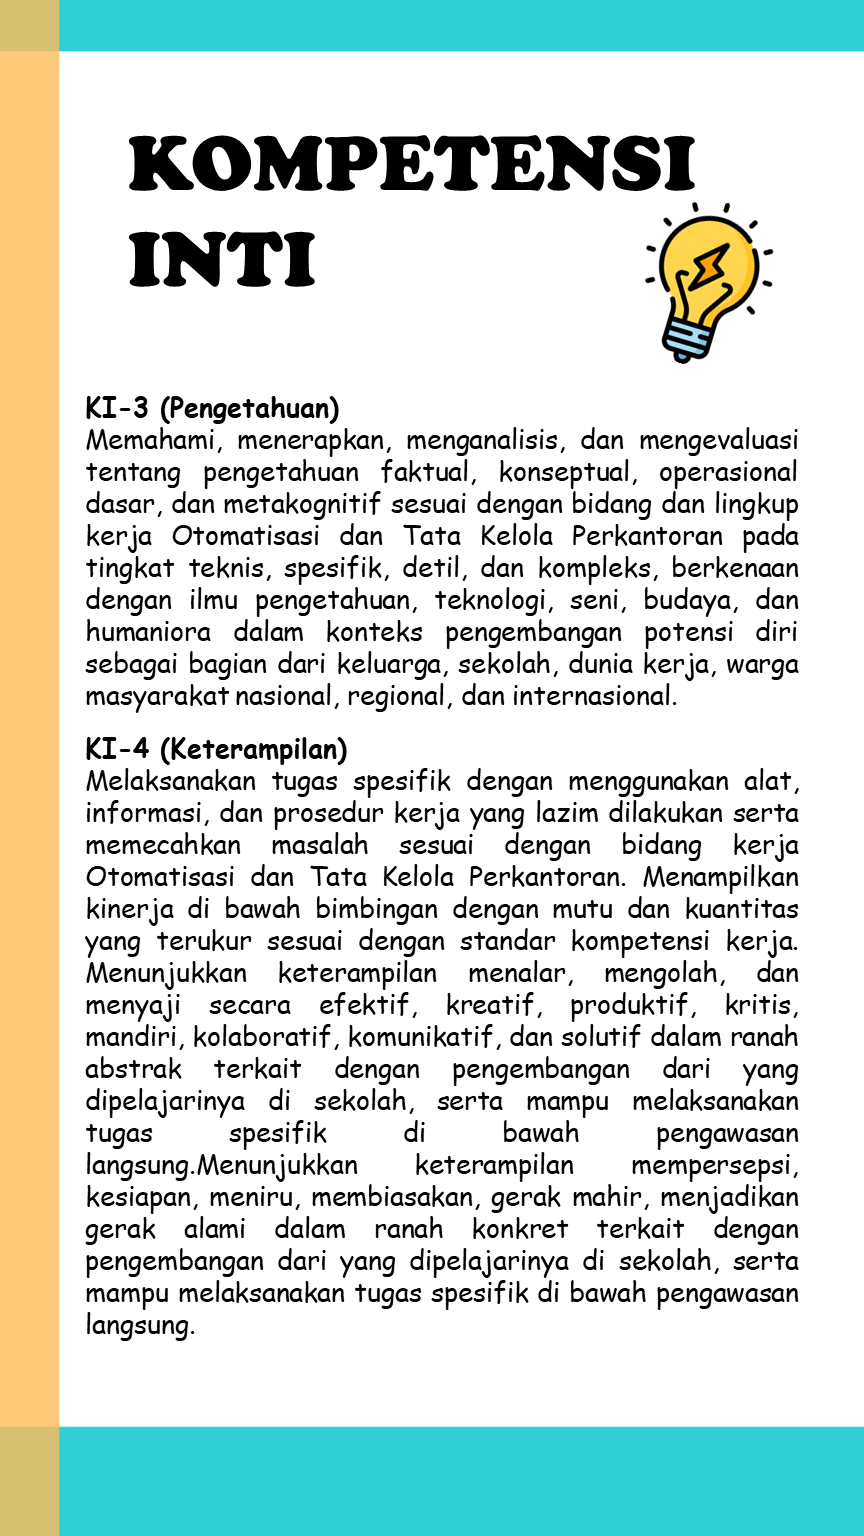 KOMPETENSI
INTI
KI-3 (Pengetahuan)
Memahami, menerapkan, menganalisis, dan mengevaluasi
tentang pengetahuan faktual, konseptual, operasional
dasar, dan metakognitif sesuai dengan bidang dan lingkup
kerja Otomatisasi dan Tata Kelola Perkantoran pada
tingkat teknis, spesifik, detil, dan kompleks, berkenaan
dengan ilmu pengetahuan, teknologi, seni, budaya, dan
humaniora dalam konteks pengembangan potensi diri
sebagai bagian dari keluarga, sekolah, dunia kerja, warga
masyarakat nasional, regional, dan internasional.
KI-4 (Keterampilan)
Melaksanakan tugas spesifik dengan menggunakan alat,
informasi, dan prosedur kerja yang lazim dilakukan serta
memecahkan masalah sesuai dengan bidang kerja
Otomatisasi dan Tata Kelola Perkantoran. Menampilkan
kinerja di bawah bimbingan dengan mutu dan kuantitas
yang terukur sesuai dengan standar kompetensi kerja.
Menunjukkan keterampilan menalar, mengolah, dan
menyaji secara efektif, kreatif, produktif, kritis,
mandiri, kolaboratif, komunikatif, dan solutif dalam ranah
abstrak terkait dengan pengembangan dari yang
dipelajarinya di sekolah, serta mampu melaksanakan
tugas spesifik di bawah pengawasan
langsung.Menunjukkan keterampilan mempersepsi,
kesiapan, meniru, membiasakan, gerak mahir, menjadikan
gerak alami dalam ranah konkret terkait dengan
pengembangan dari yang dipelajarinya di sekolah, serta
mampu melaksanakan tugas spesifik di bawah pengawasan
langsung.